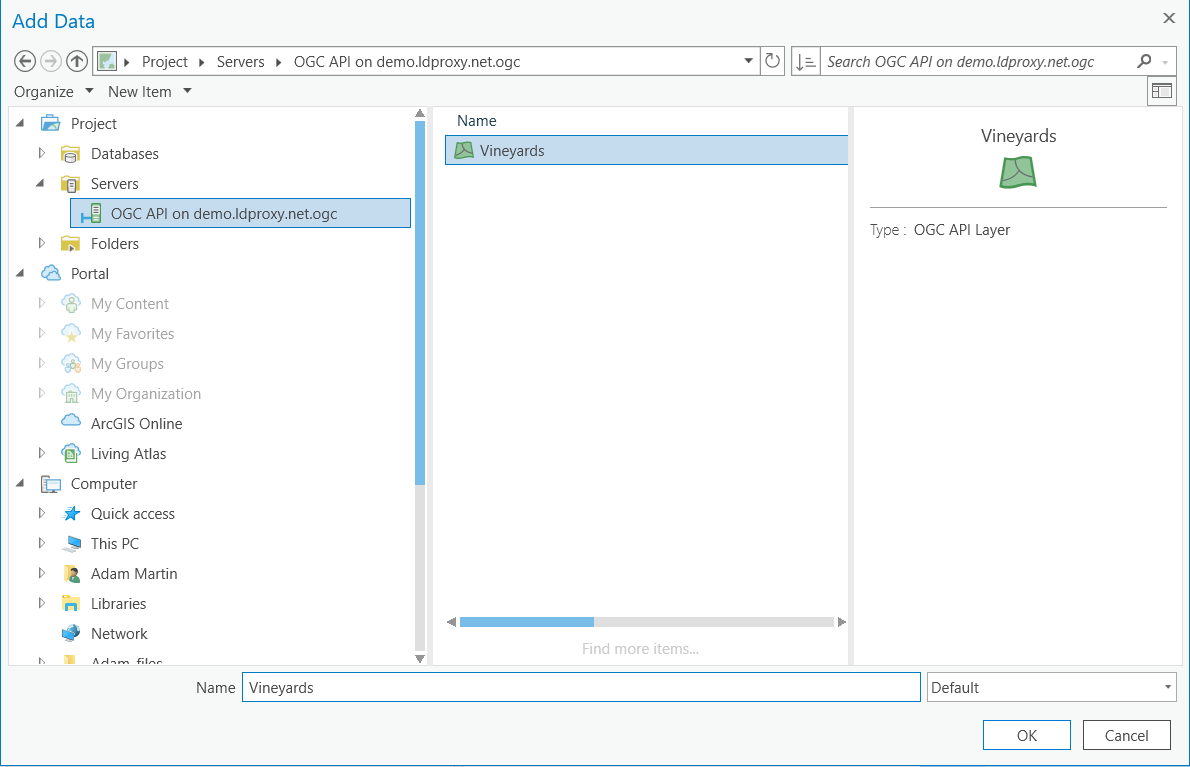 Add Data
Project Servers OGC API on demo.ldproxy.net.ogc
Search OGC API on demo.ldproxy.net.ogc
Organize New Item
Project
Databases
Servers
OGC API on demo.ldproxy.net.ogc
Folders
Portal
My Content
My Favorites
My Groups
My Organization
ArcGIS Online
Living Atlas
Computer
Quick access
This PC
Adam Martin
Libraries
Network
Adam-files
Name
Vineyards
Find more items...
Vineyards
Type : OGC API Layer
Name Vineyards Default
OK Cancel